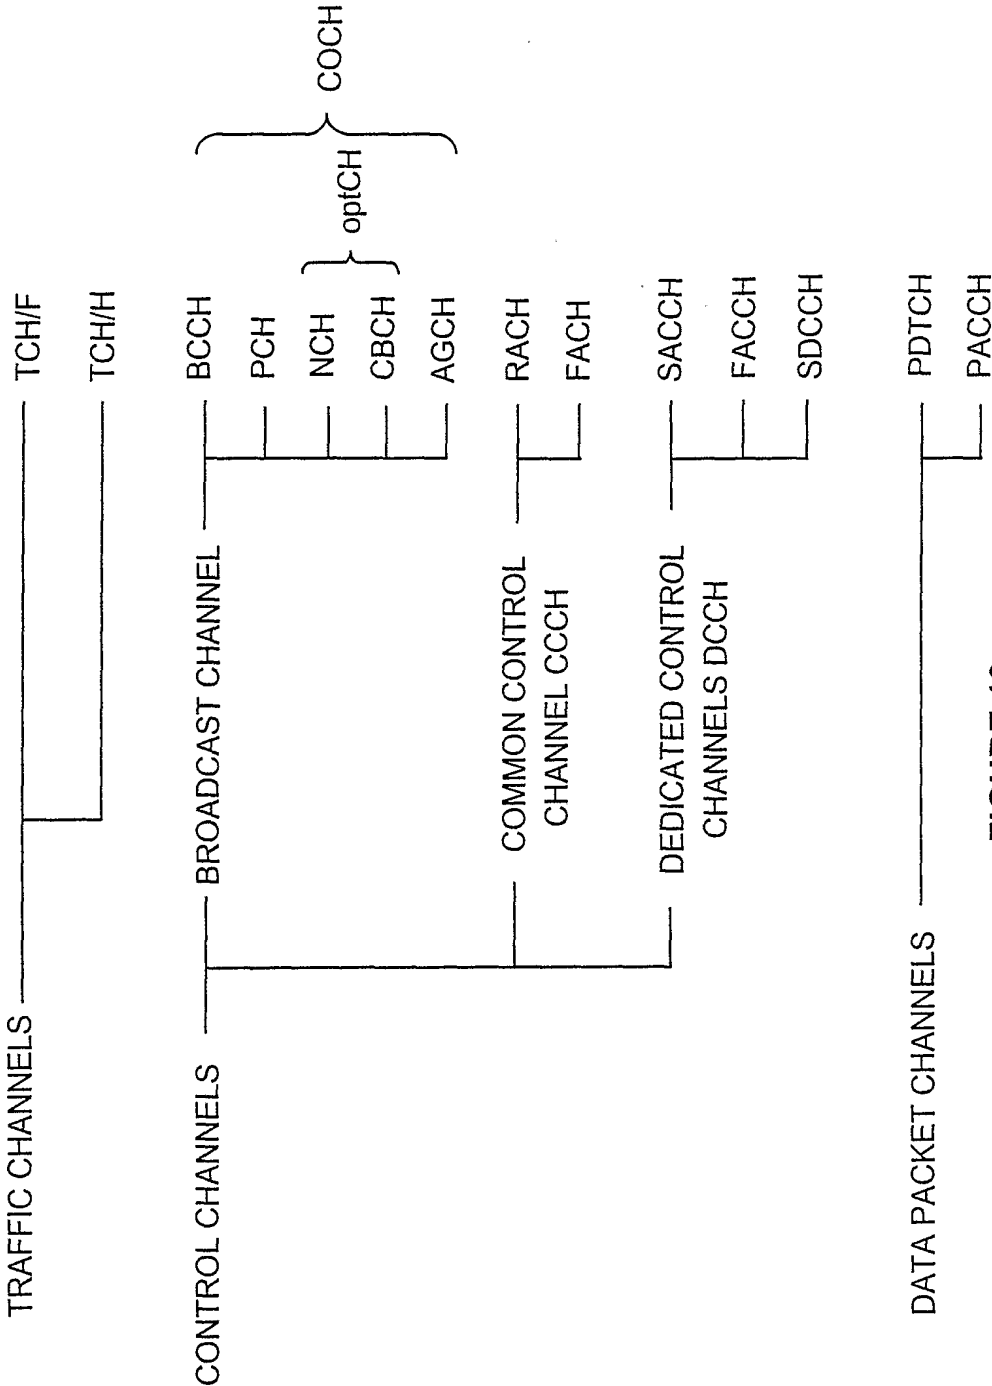 TRAFFIC CHANNELS
TCH/F
TCH/H
CONTROL CHANNELS
BROADCAST CHANNEL
BCCH
PCH
NCH
CBCH
AGCH
optCH
COCH
COMMON CONTROL
CHANNEL CCCH
RACH
FACH
DEDICATED CONTROL
CHANNELS DCCH
SACCH
FACCH
SDCCH
DATA PACKET CHANNELS
PDTCH
PACCH